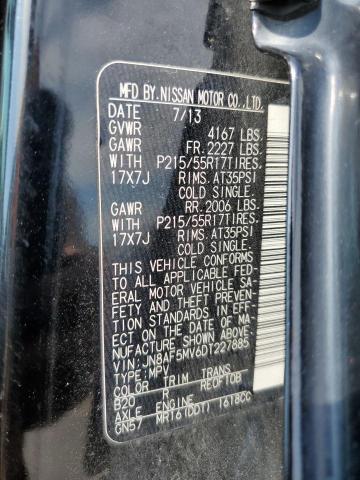 MFD BY.NISSAN MOTOR CO.,LTD.
DATE 7/13
GVWR 4167 LBS.
GAWR FR.2227 LBS.
WITH P215/55R17TIRES.
17X7J RIMS.AT35PSI
COLD SINGLE.
GAWR RR.2006 LBS.
WITH P215/55R17TIRES.
17X7J RIMS.AT35PSI
COLD SINGLE.
THIS VEHICLE CONFORMS
TO ALL APPLICABLE FED-
ERAL MOTOR VEHICLE SA-
FETY AND THEFT PREVEN-
TION STANDARDS IN EFF-
ECT ON THE DATE OF MA-
NUFACTURE SHOWN ABOVE.
VIN:JN8AF5MV6DT227885
TYPE:MPV
COLOR TRIM TRANS
B20 R RE0F10B
AXLE ENGINE
GN57 MR16(DDT) 1618CC